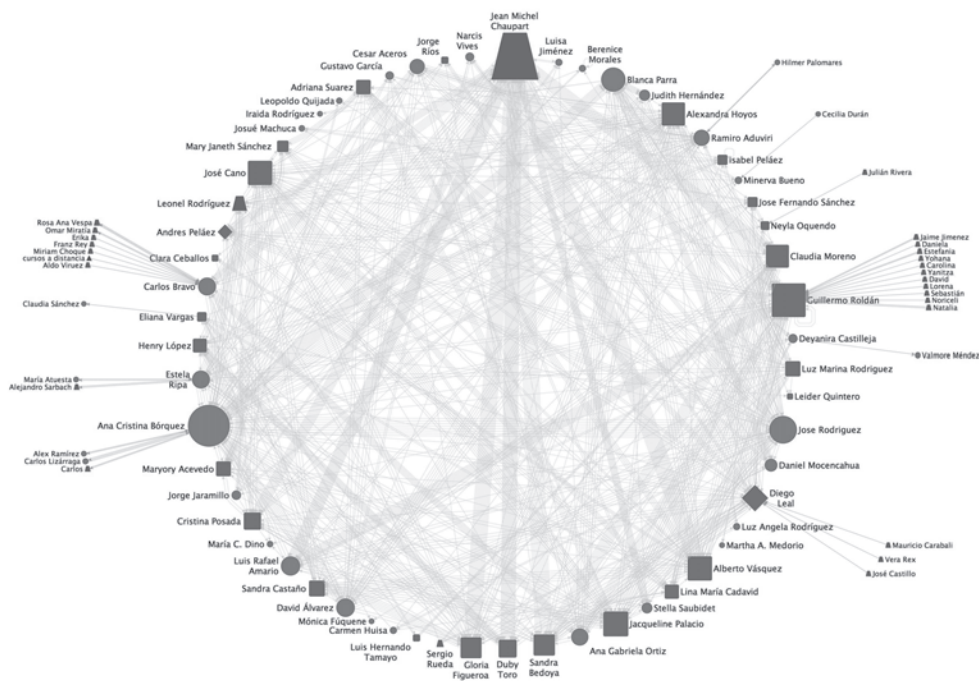 Jean Michel
Chaupart
Luisa
Jiménez
Berenice
Morales
Blanca Parra
Judith Hernández
Alexandra Hoyos
Ramiro Aduviri
Hilmer Palomares
Isabel Peláez
Cecilia Durán
Minerva Bueno
Jose Fernando Sánchez
Julián Rivera
Neyla Oquendo
Claudia Moreno
Guillermo Roldán
Jaime Jimenez
Daniela
Estefanía
Yohana
Carolina
Yanitza
David
Lorena
Sebastián
Noriceli
Natalia
Deyanira Castilleja
Valmore Méndez
Luz Marina Rodriguez
Leider Quintero
Jose Rodriguez
Daniel Mocencahua
Diego
Leal
Mauricio Carabali
Vera Rex
José Castillo
Luz Angela Rodríguez
Martha A. Medorio
Alberto Vásquez
Lina María Cadavid
Stella Saubidet
Jacqueline Palacio
Ana Gabriela Ortiz
Sandra
Bedoya
Duby
Toro
Gloria
Figueroa
Sergio
Rueda
Luis Hernando
Tamayo
Carmen Huisa
Mónica Fúquene
David Álvarez
Sandra Castaño
Luis Rafael
Amario
María C. Dino
Cristina Posada
Jorge Jaramillo
Maryory Acevedo
Alex Ramírez
Carlos Lizárraga
Carlos
Ana Cristina Bórquez
Estela
Ripa
María Atuesta
Alejandro Sarbach
Henry López
Eliana Vargas
Claudia Sánchez
Carlos Bravo
Rosa Ana Vespa
Omar Miratía
Erika
Franz Rey
Miriam Choque
cursos a distancia
Aldo Viruez
Clara Ceballos
Andres Peláez
Leonel Rodríguez
José Cano
Mary Janeth Sánchez
Josué Machuca
Iraida Rodríguez
Leopoldo Quijada
Adriana Suarez
Gustavo García
Cesar Aceros
Jorge
Ríos
Narcis
Vives